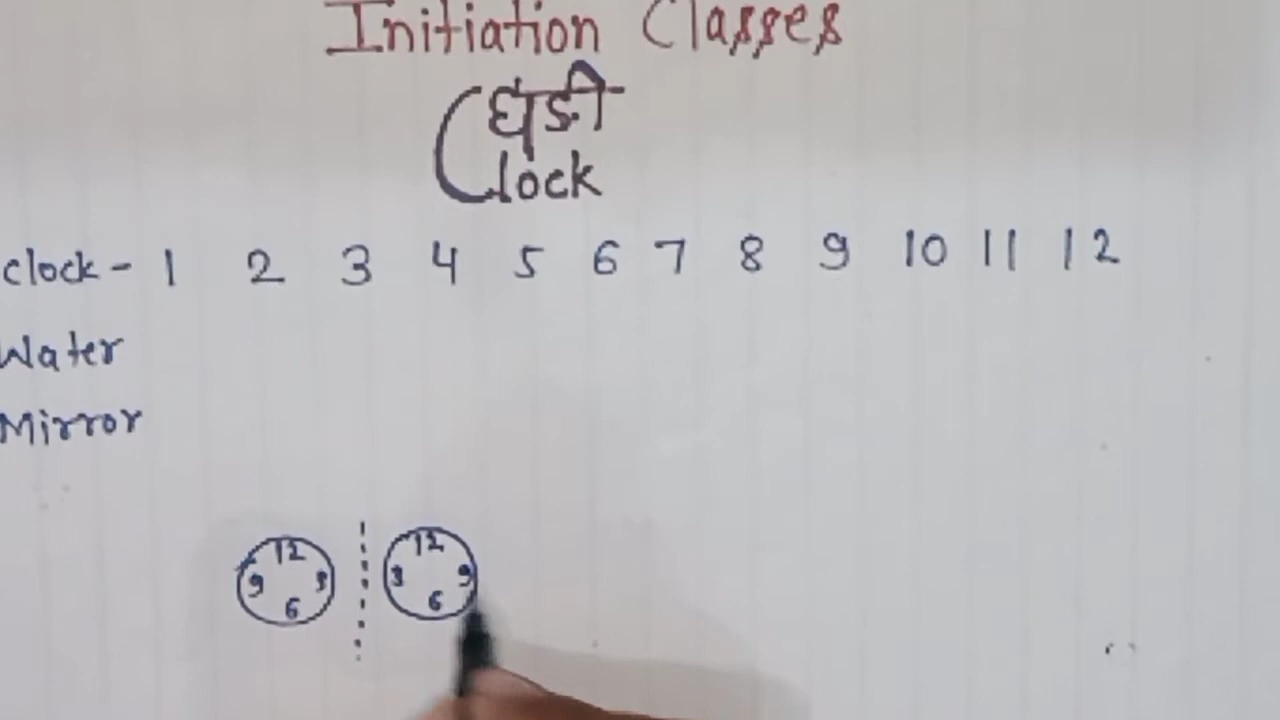 Initiation Classes
घड़ी
Clock
Clock - 1 2 3 4 5 6 7 8 9 10 11 12
Water
Mirror
12 12
9 3 3 9
6 6